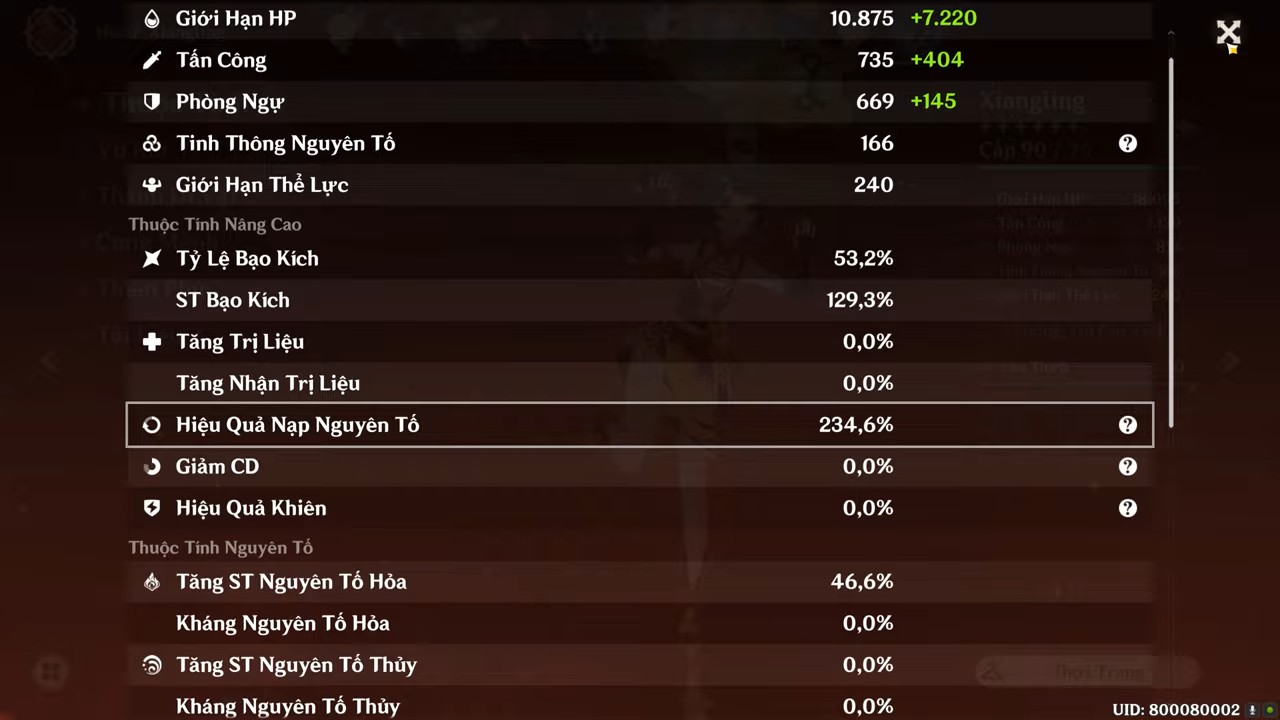 Giới Hạn HP 10.875 +7.220
Tấn Công 735 +404
Phòng Ngự 669 +145
Xiangling
Tinh Thông Nguyên Tố 166 ?
Cấp 90
Giới Hạn Thể Lực 240
Thuộc Tính Nâng Cao
Tỷ Lệ Bạo Kích 53,2%
ST Bạo Kích 129,3%
Tăng Trị Liệu 0,0%
Tăng Nhận Trị Liệu 0,0%
Hiệu Quả Nạp Nguyên Tố 234,6% ?
Giảm CD 0,0% ?
Hiệu Quả Khiên 0,0% ?
Thuộc Tính Nguyên Tố
Tăng ST Nguyên Tố Hỏa 46,6%
Kháng Nguyên Tố Hỏa 0,0%
Tăng ST Nguyên Tố Thủy 0,0%
Thời Trang
Kháng Nguyên Tố Thủy 0,0%
UID: 800080002